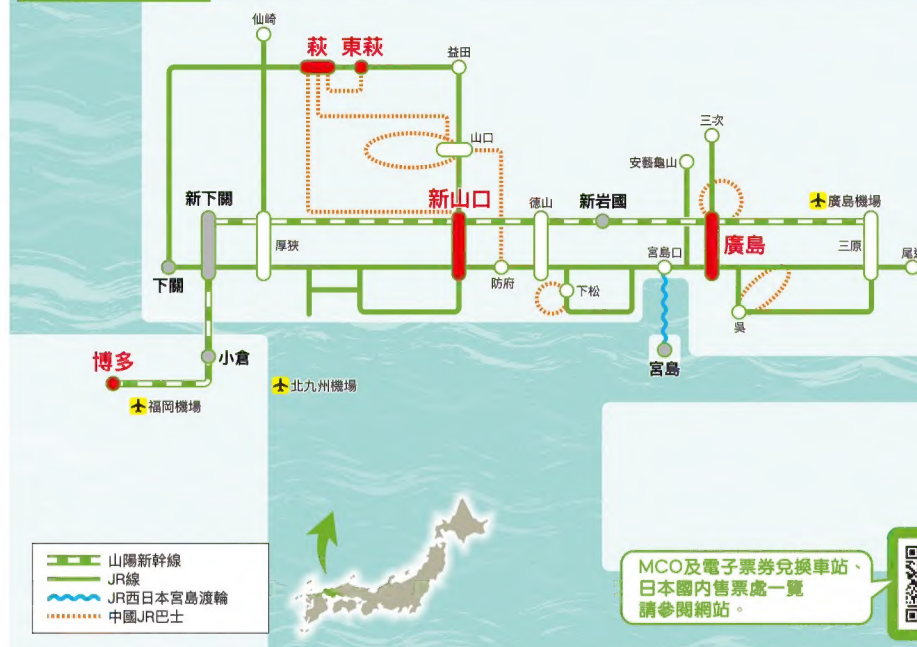 仙崎
萩 東萩
益田
山口
三次
安藝龜山
新下關
新山口
德山
新岩國
廣島機場
厚狹
廣島
三原
宮島口
下關
防府
下松
吳
宮島
博多
小倉
北九州機場
福岡機場
山陽新幹線
JR線
JR西日本宮島渡輪
中國JR巴士
MCO及電子票券兌換車站、
日本國內售票處一覽
請參閱網站。